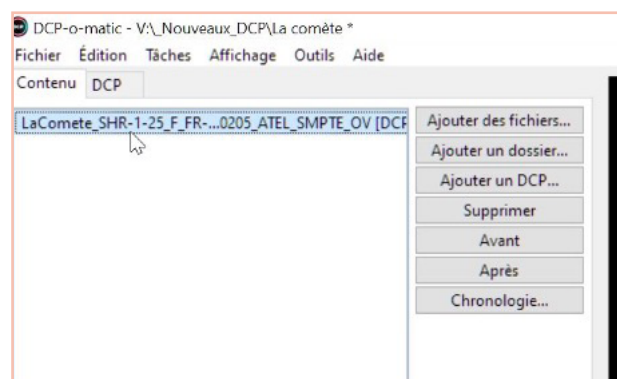 DCP-o-matic - V:\_Nouveaux_DCP\La comète *
Fichier Édition Tâches Affichage Outils Aide
Contenu DCP
LaComete_SHR-1-25_F_FR-...0205_ATEL_SMPTE_OV [DCP
Ajouter des fichiers...
Ajouter un dossier...
Ajouter un DCP...
Supprimer
Avant
Après
Chronologie...